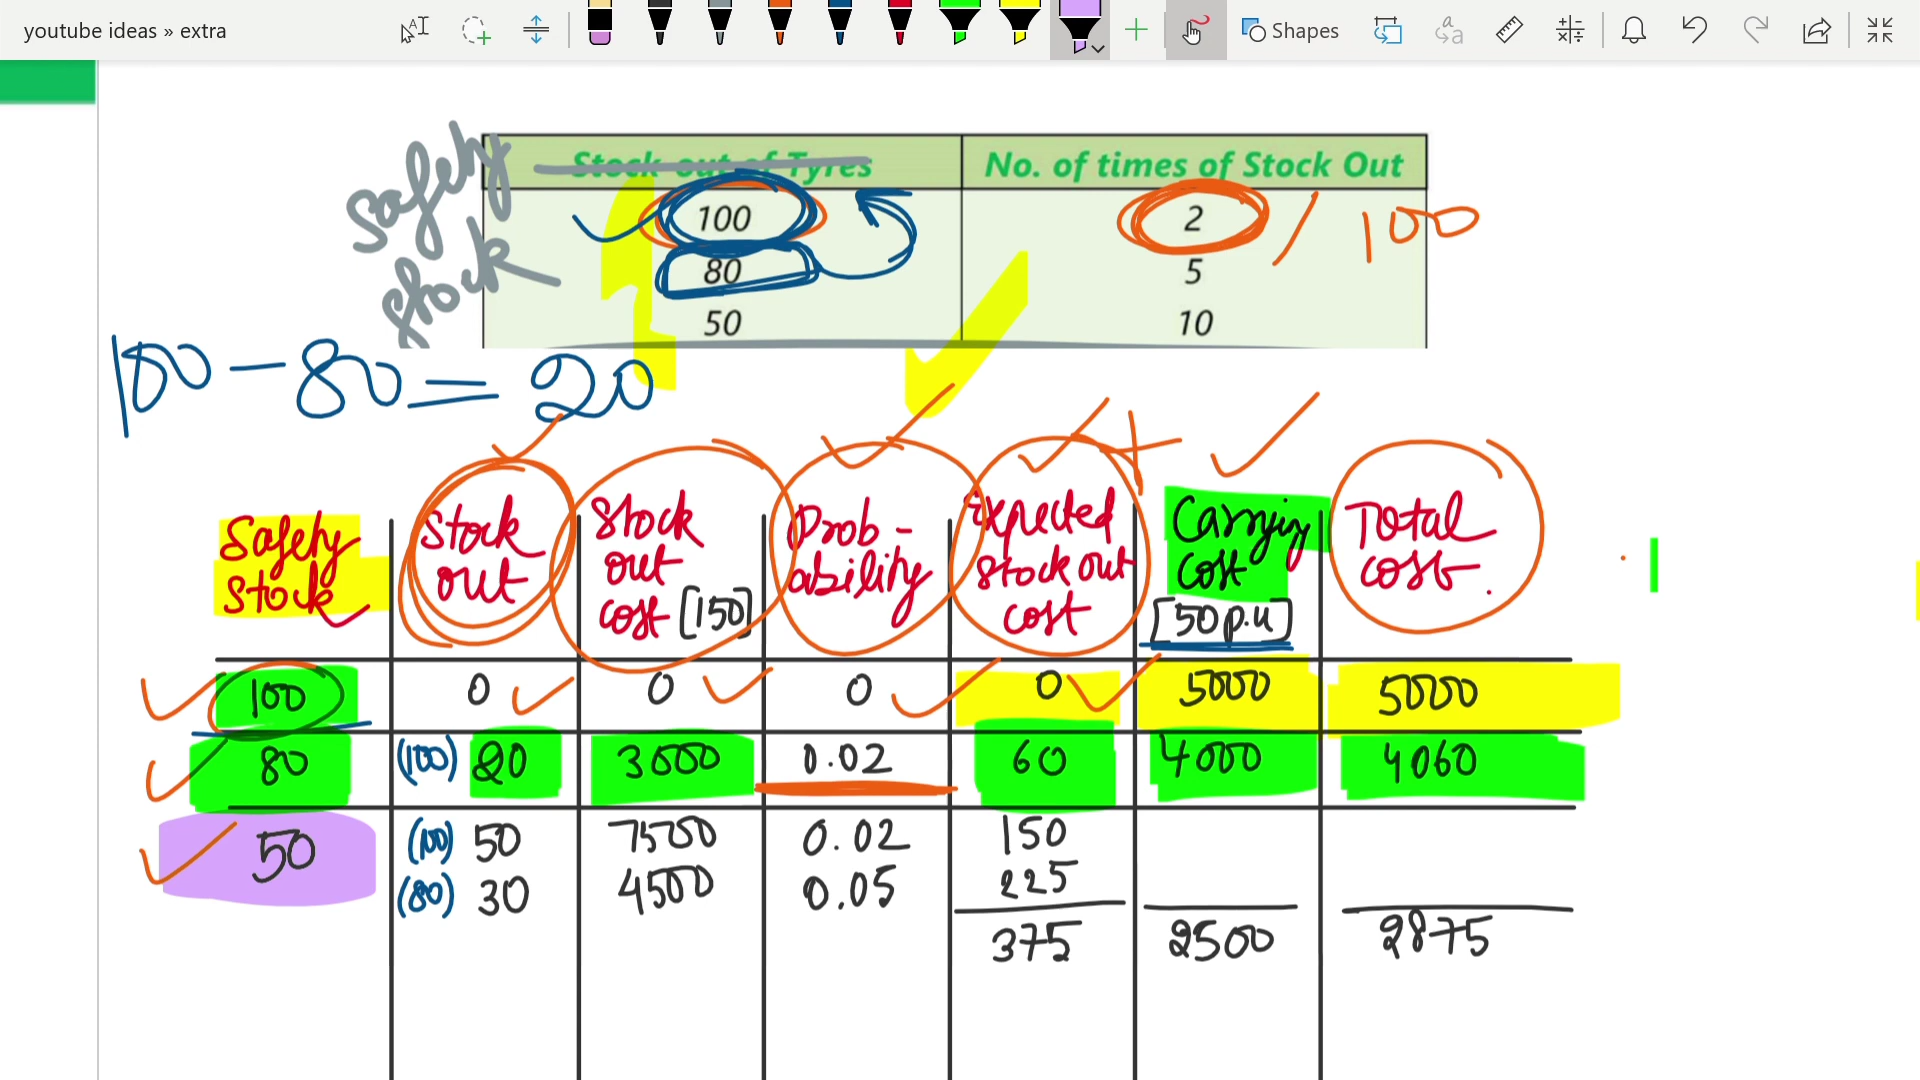 youtube ideas » extra
Shapes
Safety
stock
Stock out of Tyres No. of times of Stock Out
100 2 / 100
80 5
50 10
100 - 80 = 20
Safety Stock
Stock out
Stock out cost [150]
Prob - ability
Expected stock out cost
Carrying cost [50 p.u]
Total cost.
100 0 0 0 0 5000 5000
80 (100) 20 3000 0.02 60 4000 4060
50 (100) 50 7500 0.02 150
(80) 30 4500 0.05 225
375 2500 2875